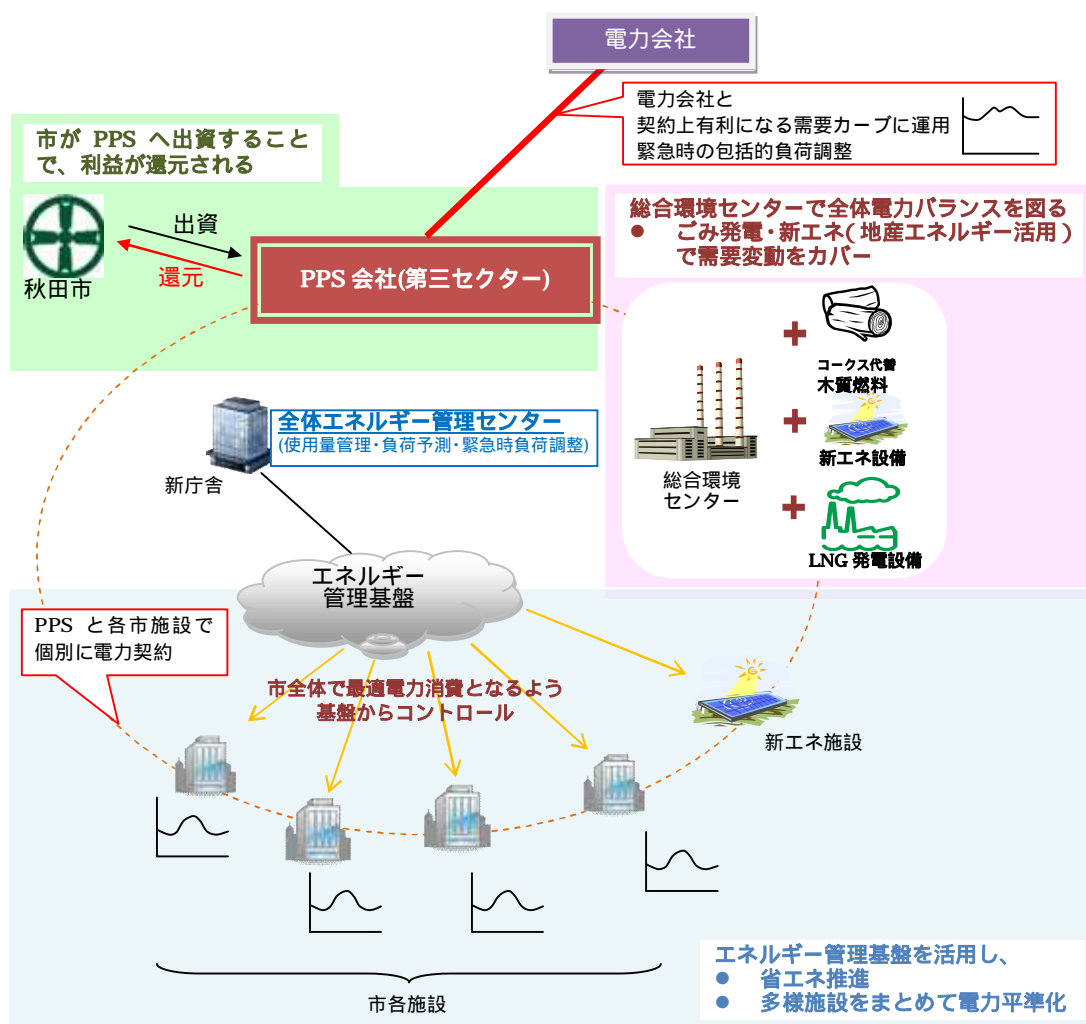 電力会社
電力会社と
契約上有利になる需要カーブに運用
緊急時の包括的負荷調整
市が PPS へ出資すること
で、利益が還元される
秋田市
出資
還元
PPS 会社(第三セクター)
総合環境センターで全体電力バランスを図る
● ごみ発電・新エネ(地産エネルギー活用)
で需要変動をカバー
コークス代替
木質燃料
新エネ設備
LNG 発電設備
総合環境
センター
全体エネルギー管理センター
(使用量管理・負荷予測・緊急時負荷調整)
新庁舎
エネルギー
管理基盤
PPS と各市施設で
個別に電力契約
市全体で最適電力消費となるよう
基盤からコントロール
新エネ施設
市各施設
エネルギー管理基盤を活用し、
● 省エネ推進
● 多様施設をまとめて電力平準化